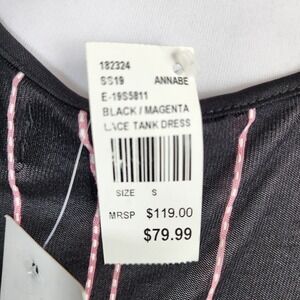 182324
SS19 ANNABE
E-19S5811
BLACK / MAGENTA
LACE TANK DRESS
SIZE S
MRSP $119.00
$79.99